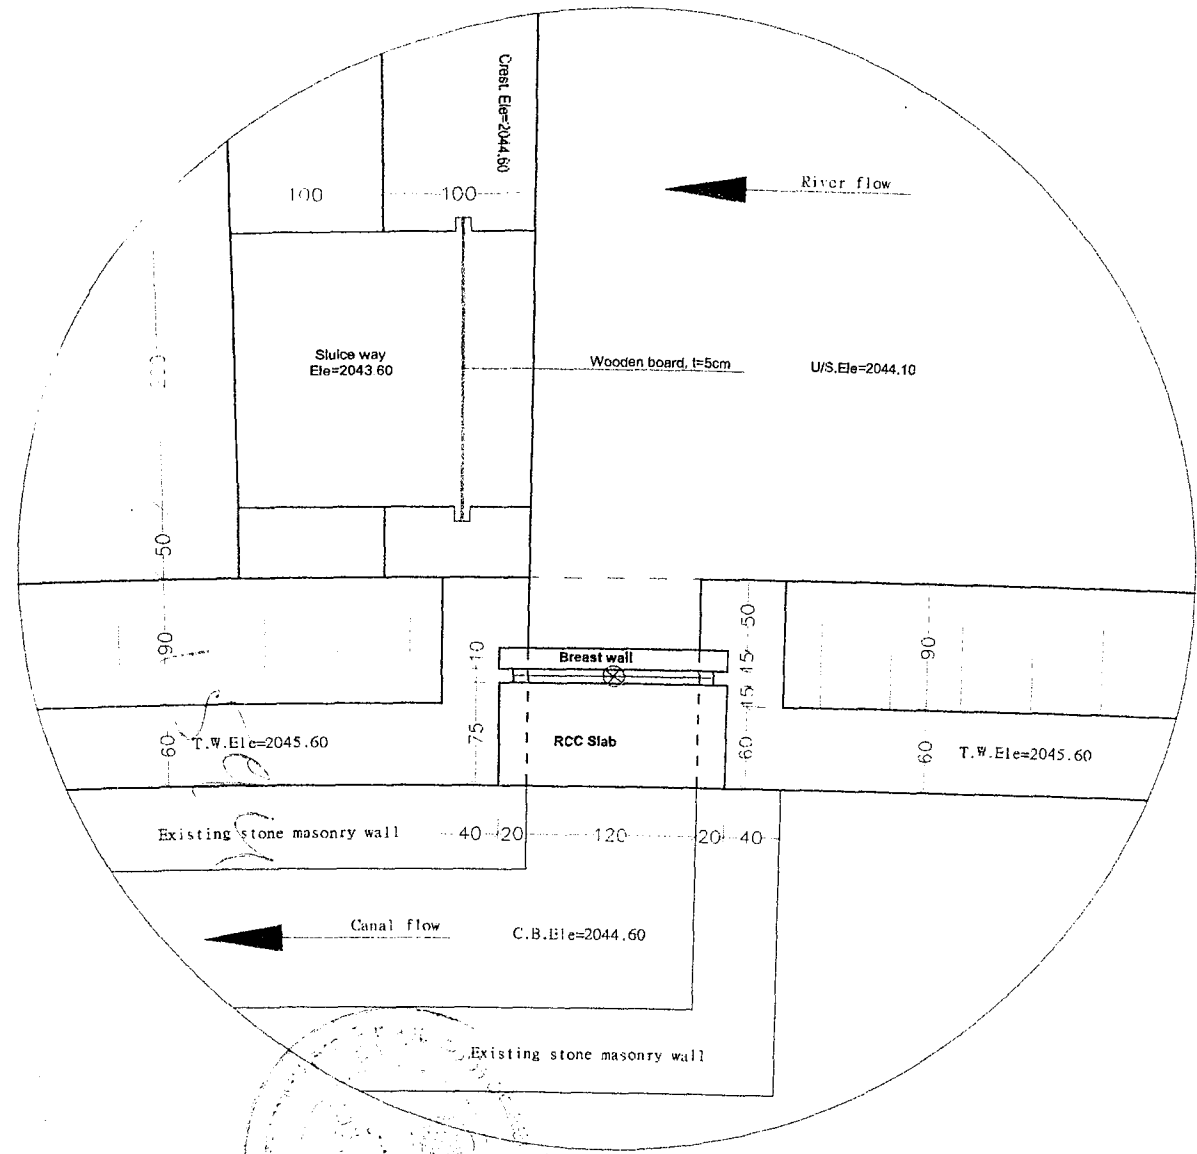 Crest. Ele=2044.60
100
100
River flow
Sluice way
Ele=2043.60
Wooden board, t=5cm
U/S.Ele=2044.10
50
90
60
10
75
Breast wall
RCC Slab
50
15
15
60
90
60
T.W.Ele=2045.60
T.W.Ele=2045.60
Existing stone masonry wall
40
20
120
20
40
Canal flow
C.B.Ele=2044.60
Existing stone masonry wall